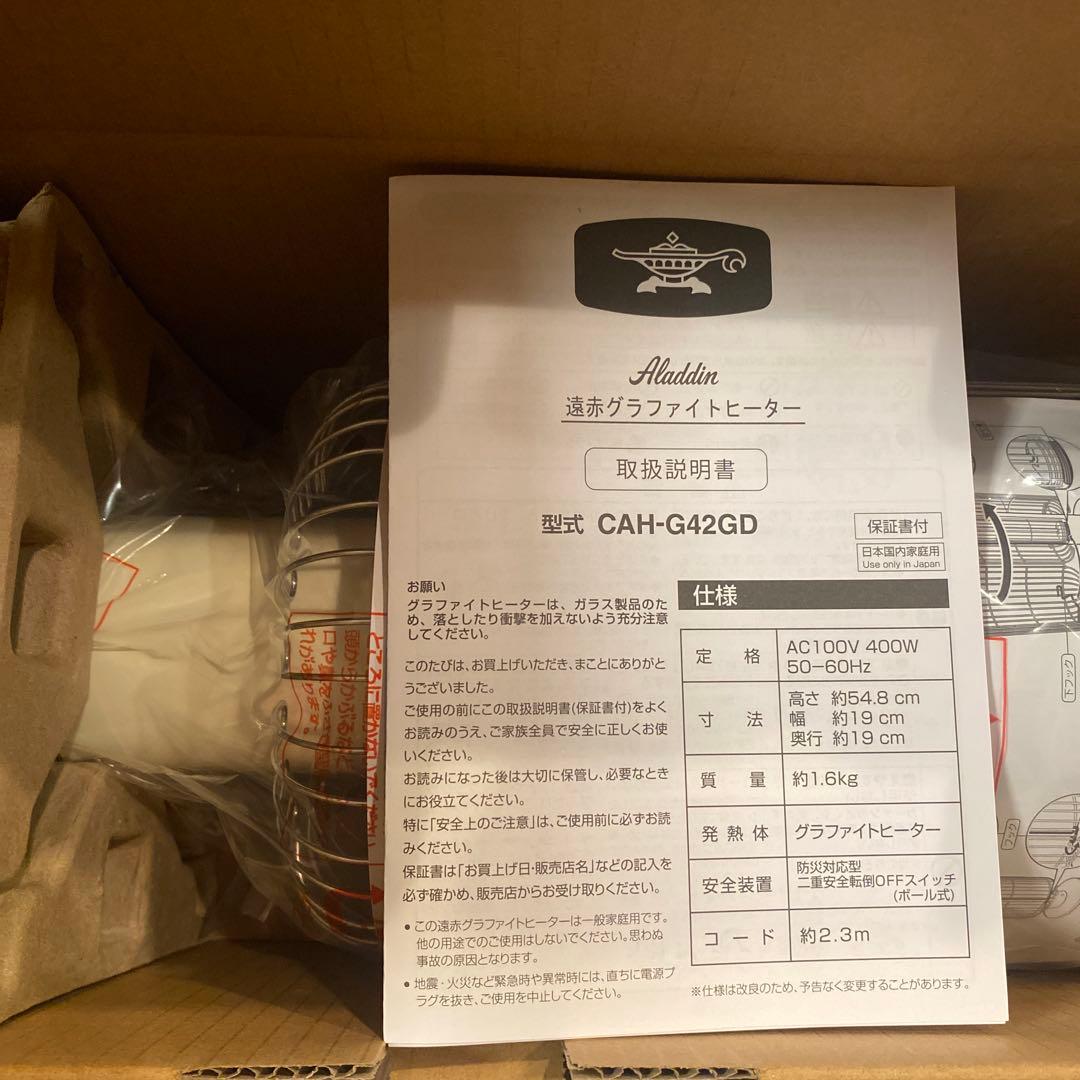 Aladdin
遠赤グラファイトヒーター
取扱説明書
型式 CAH-G42GD
保証書付
日本国内家庭用
Use only in Japan
お願い
グラファイトヒーターは、ガラス製品のた
め、落としたり衝撃を加えないよう充分注意
してください。
このたびは、お買上げいただき、まことにありがと
うございました。
ご使用の前にこの取扱説明書(保証書付)をよく
お読みのうえ、ご家族全員で安全に正しくお使
いください。
お読みになった後は大切に保管し、必要なとき
にお役立てください。
特に「安全上のご注意」は、ご使用前に必ずお読
みください。
保証書は「お買上げ日・販売店名」などの記入を
必ず確かめ、販売店からお受け取りください。
● この遠赤グラファイトヒーターは一般家庭用です。
他の用途でのご使用はしないでください。思わぬ
事故の原因となります。
● 地震・火災など緊急時や異常時には、直ちに電源プ
ラグを抜き、ご使用を中止してください。
仕様
定格 AC100V 400W
50−60Hz
寸法 高さ 約54.8 cm
幅 約19 cm
奥行 約19 cm
質量 約1.6kg
発熱体 グラファイトヒーター
安全装置 防災対応型
二重安全転倒OFFスイッチ
(ボール式)
コード 約2.3m
※仕様は改良のため、予告なく変更することがあります。
下フック
フック